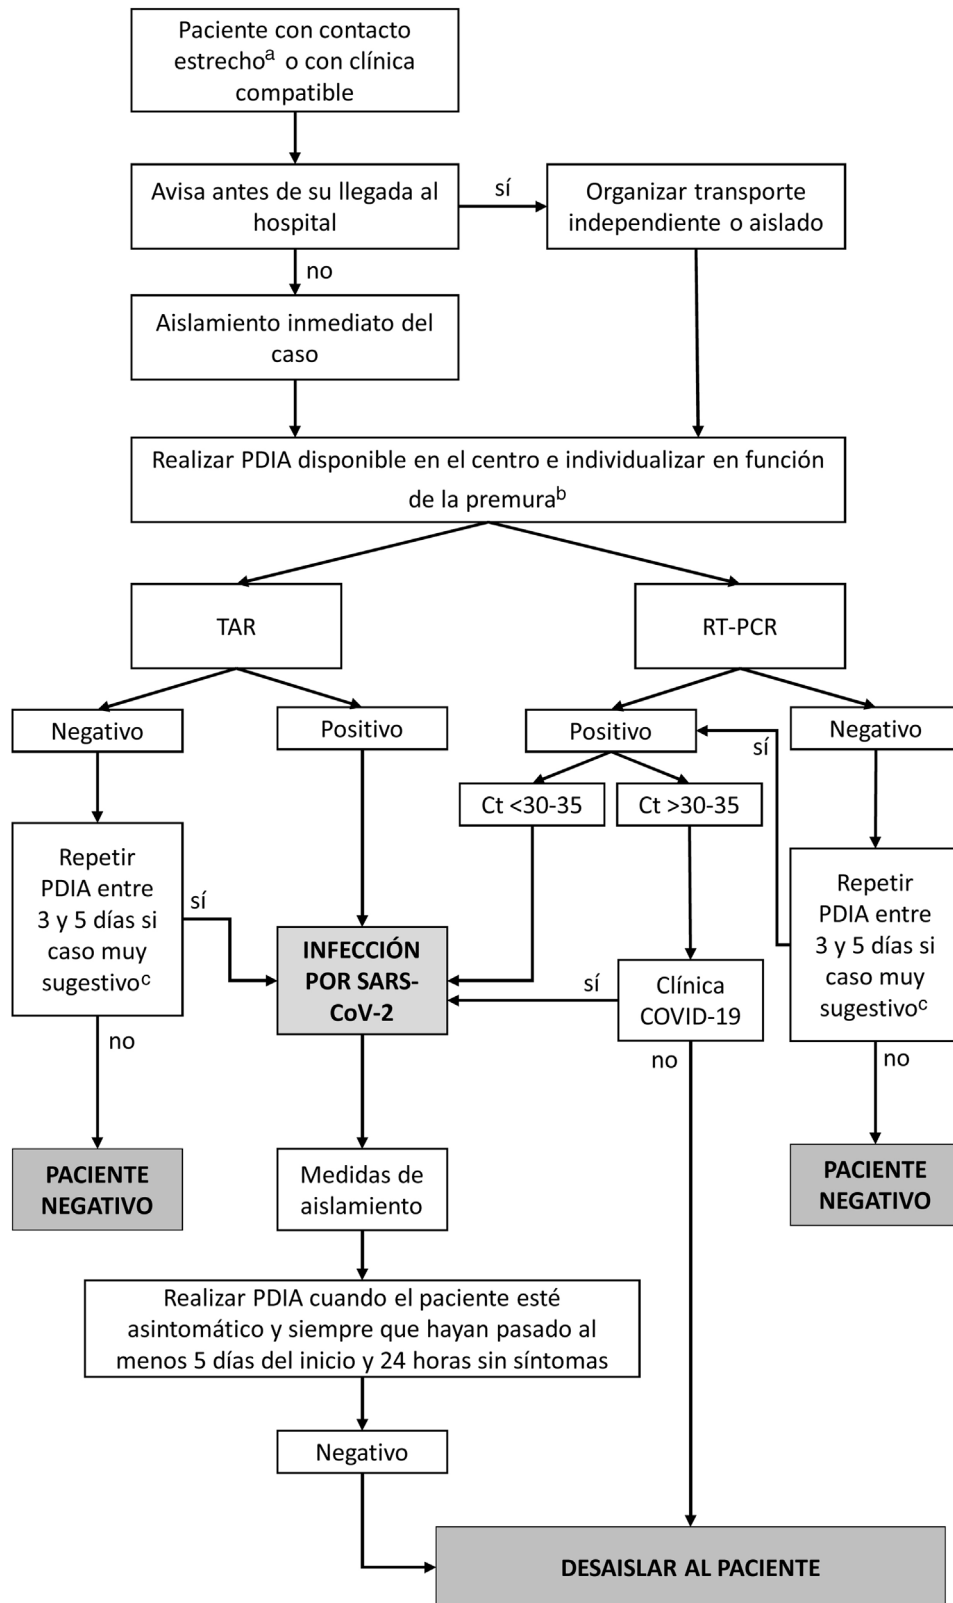 Paciente con contacto
estrechoᵃ o con clínica
compatible
Avisa antes de su llegada al
hospital
sí
Organizar transporte
independiente o aislado
no
Aislamiento inmediato del
caso
Realizar PDIA disponible en el centro e individualizar en función
de la premuraᵇ
TAR
RT-PCR
Negativo
Positivo
Positivo
Negativo
sí
Ct <30-35
Ct >30-35
Repetir
PDIA entre
3 y 5 días si
caso muy
sugestivoᶜ
sí
no
INFECCIÓN
POR SARS-
CoV-2
sí
Clínica
COVID-19
no
Repetir
PDIA entre
3 y 5 días si
caso muy
sugestivoᶜ
no
PACIENTE
NEGATIVO
Medidas de
aislamiento
PACIENTE
NEGATIVO
Realizar PDIA cuando el paciente esté
asintomático y siempre que hayan pasado al
menos 5 días del inicio y 24 horas sin síntomas
Negativo
DESAISLAR AL PACIENTE